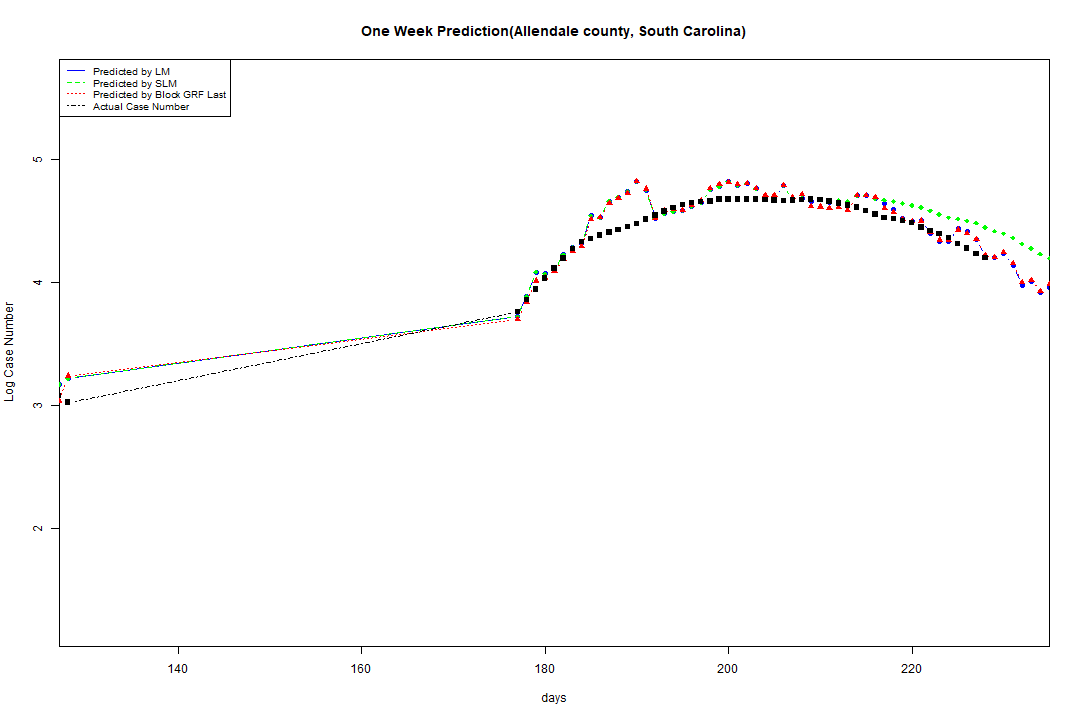 One Week Prediction(Allendale county, South Carolina)
Predicted by LM
Predicted by SLM
Predicted by Block GRF Last
Actual Case Number
5
4
3
2
Log Case Number
140 160 180 200 220
days